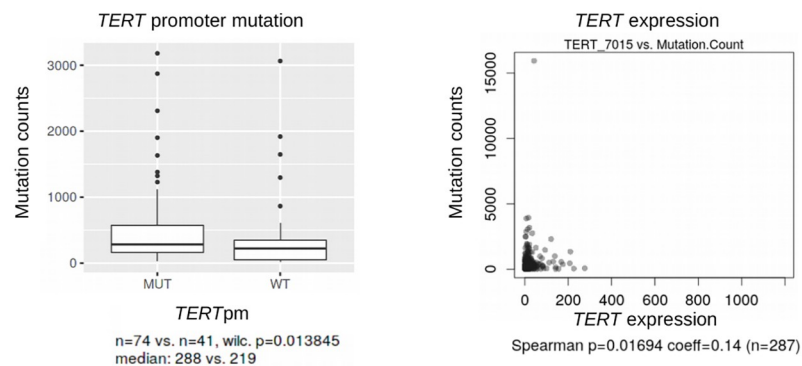 TERT promoter mutation
Mutation counts
3000
2000
1000
0
MUT
WT
TERTpm
n=74 vs. n=41, wilc. p=0.013845
median: 288 vs. 219
TERT expression
TERT_7015 vs. Mutation.Count
Mutation counts
15000
10000
5000
0
0 200 400 600 800 1000
TERT expression
Spearman p=0.01694 coeff=0.14 (n=287)